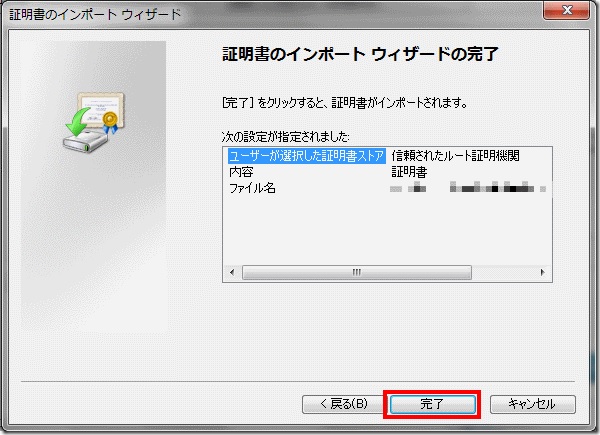 証明書のインポート ウィザード
証明書のインポート ウィザードの完了
[完了] をクリックすると、証明書がインポートされます。
次の設定が指定されました:
ユーザーが選択した証明書ストア 信頼されたルート証明機関
内容 証明書
ファイル名
< 戻る(B) 完了 キャンセル